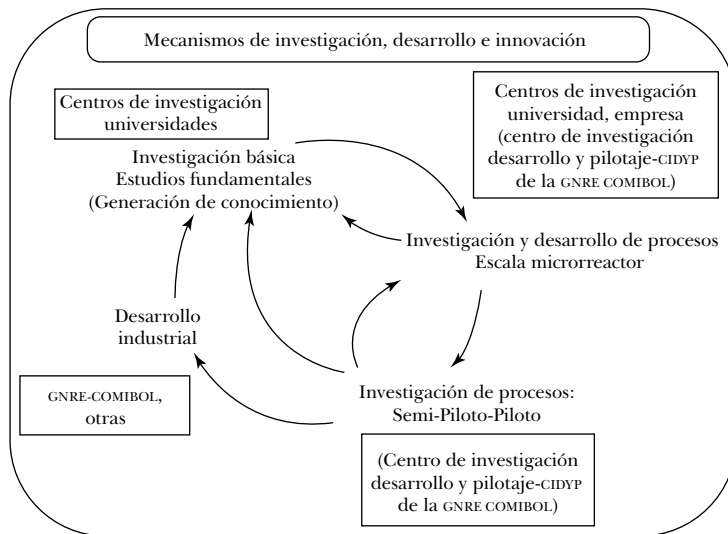 Mecanismos de investigación, desarrollo e innovación
Centros de investigación
universidades
Investigación básica
Estudios fundamentales
(Generación de conocimiento)
Centros de investigación
universidad, empresa
(centro de investigación
desarrollo y pilotaje-CIDYP
de la GNRE COMIBOL)
Investigación y desarrollo de procesos
Escala microrreactor
Desarrollo
industrial
GNRE-COMIBOL,
otras
Investigación de procesos:
Semi-Piloto-Piloto
(Centro de investigación
desarrollo y pilotaje-CIDYP
de la GNRE COMIBOL)